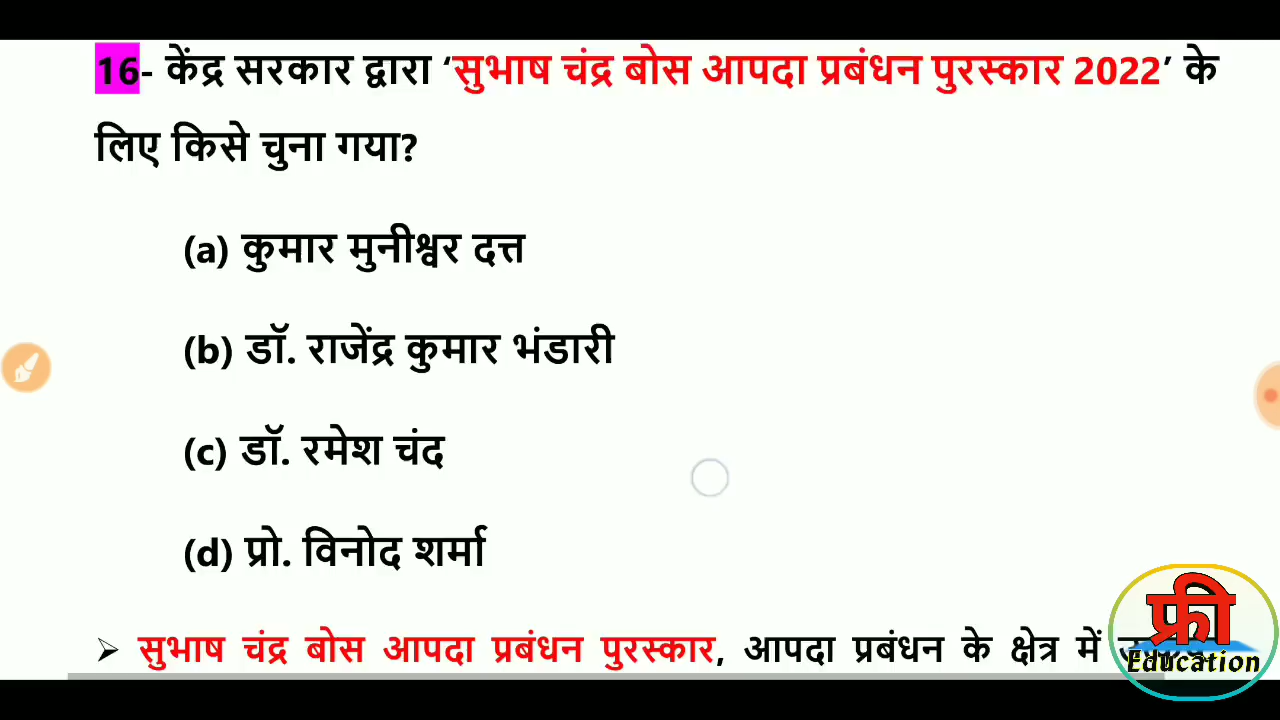 16- केंद्र सरकार द्वारा ‘सुभाष चंद्र बोस आपदा प्रबंधन पुरस्कार 2022’ के
लिए किसे चुना गया?
(a) कुमार मुनीश्वर दत्त
(b) डॉ. राजेंद्र कुमार भंडारी
(c) डॉ. रमेश चंद
(d) प्रो. विनोद शर्मा
➢ सुभाष चंद्र बोस आपदा प्रबंधन पुरस्कार, आपदा प्रबंधन के क्षेत्र में
फ्री
Education